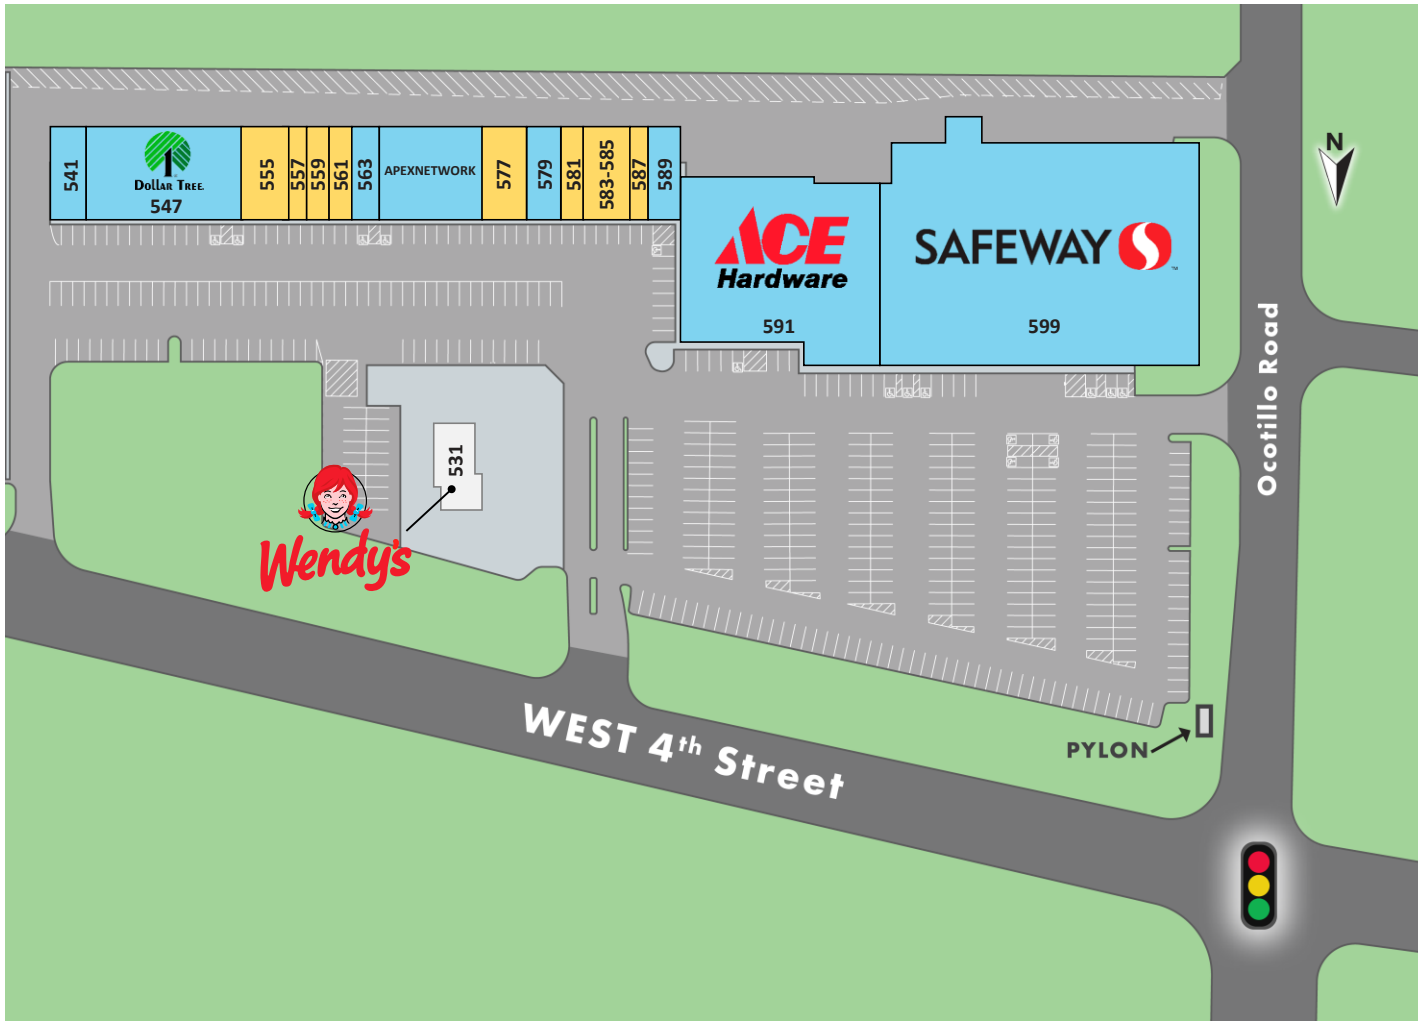 N
541
Dollar Tree
547
555
557
559
561
563
APEXNETWORK
577
579
581
583-585
587
589
ACE
Hardware
591
SAFEWAY
599
Ocotillo Road
531
Wendy's
WEST 4th Street
PYLON